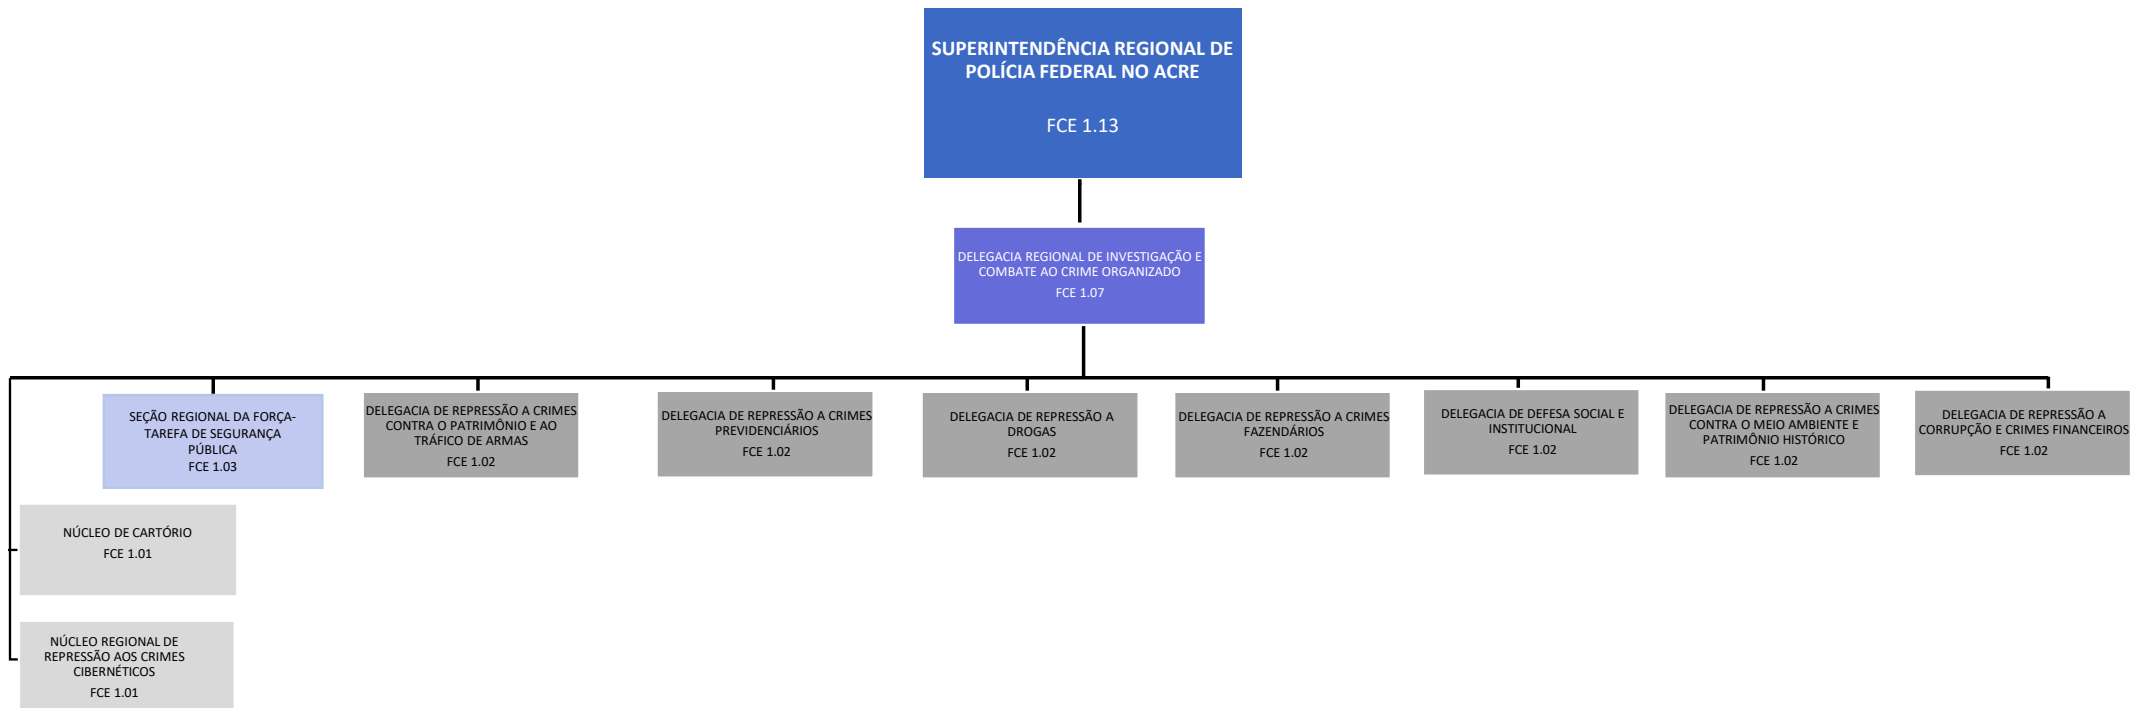 SUPERINTENDÊNCIA REGIONAL DE
POLÍCIA FEDERAL NO ACRE
FCE 1.13
DELEGACIA REGIONAL DE INVESTIGAÇÃO E
COMBATE AO CRIME ORGANIZADO
FCE 1.07
SEÇÃO REGIONAL DA FORÇA-
TAREFA DE SEGURANÇA
PÚBLICA
FCE 1.03
DELEGACIA DE REPRESSÃO A CRIMES
CONTRA O PATRIMÔNIO E AO
TRÁFICO DE ARMAS
FCE 1.02
DELEGACIA DE REPRESSÃO A CRIMES
PREVIDENCIÁRIOS
FCE 1.02
DELEGACIA DE REPRESSÃO A
DROGAS
FCE 1.02
DELEGACIA DE REPRESSÃO A CRIMES
FAZENDÁRIOS
FCE 1.02
DELEGACIA DE DEFESA SOCIAL E
INSTITUCIONAL
FCE 1.02
DELEGACIA DE REPRESSÃO A CRIMES
CONTRA O MEIO AMBIENTE E
PATRIMÔNIO HISTÓRICO
FCE 1.02
DELEGACIA DE REPRESSÃO A
CORRUPÇÃO E CRIMES FINANCEIROS
FCE 1.02
NÚCLEO DE CARTÓRIO
FCE 1.01
NÚCLEO REGIONAL DE
REPRESSÃO AOS CRIMES
CIBERNÉTICOS
FCE 1.01